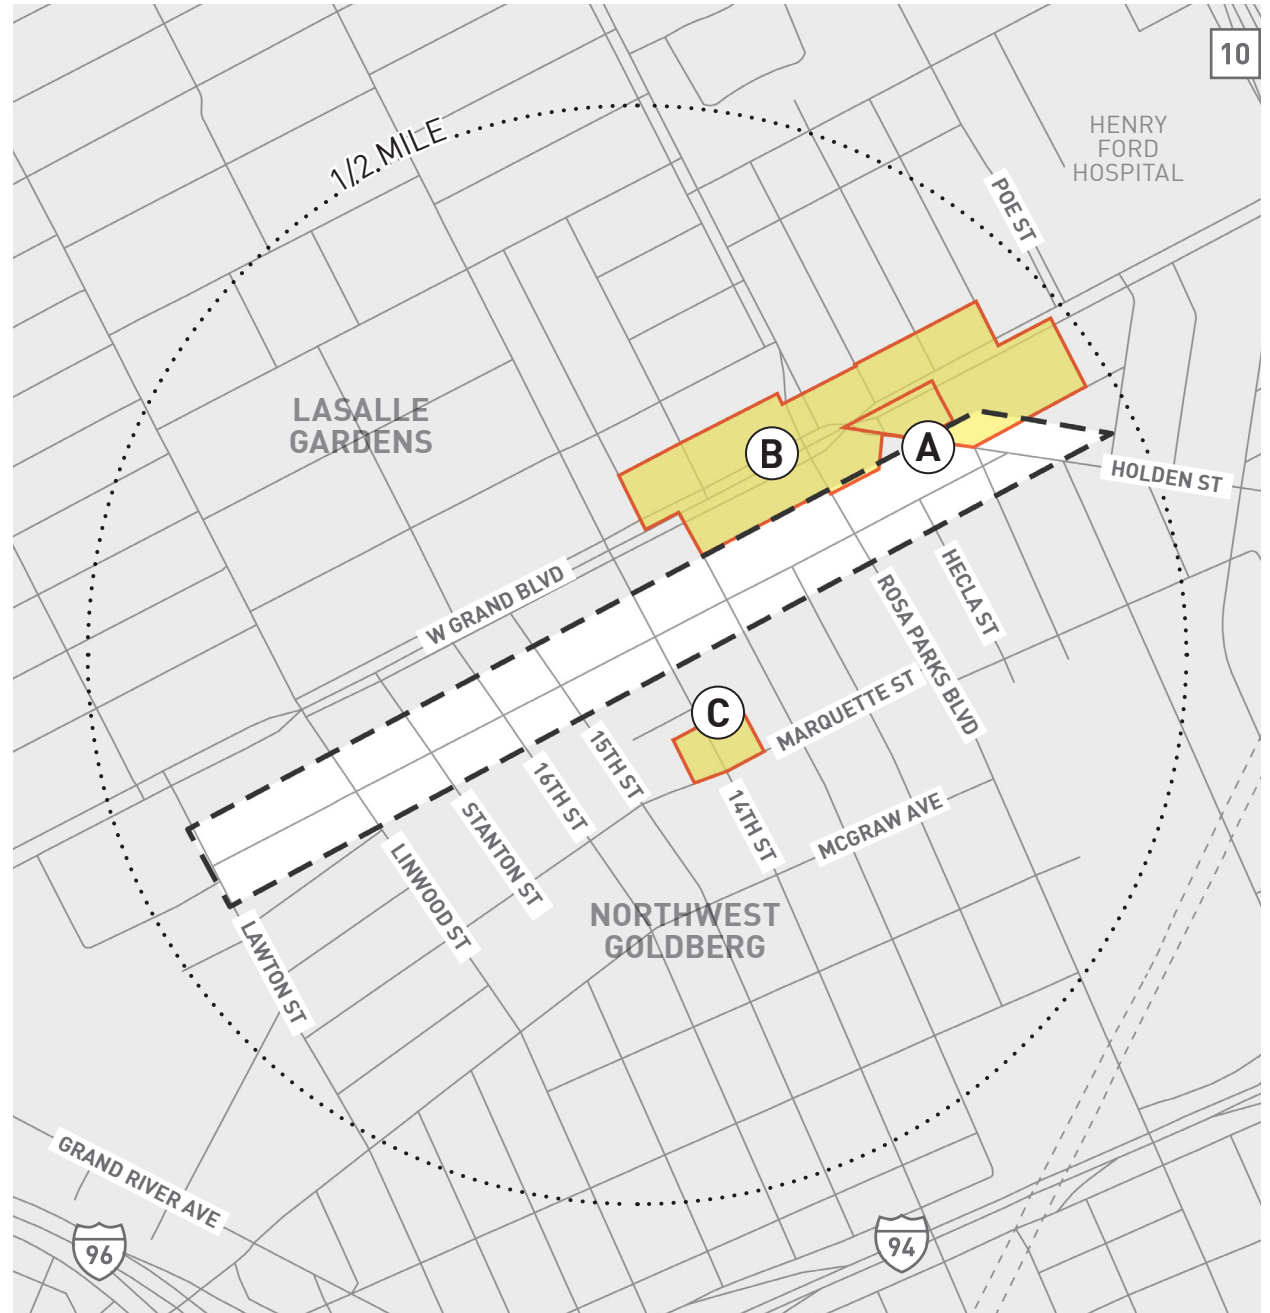 10
HENRY
FORD
HOSPITAL
1/2 MILE
POE ST
LASALLE
GARDENS
B
A
HOLDEN ST
W GRAND BLVD
HECLA ST
ROSA PARKS BLVD
MARQUETTE ST
C
15TH ST
16TH ST
14TH ST
STANTON ST
MCGRAW AVE
LINWOOD ST
NORTHWEST
GOLDBERG
LAWTON ST
GRAND RIVER AVE
96
94